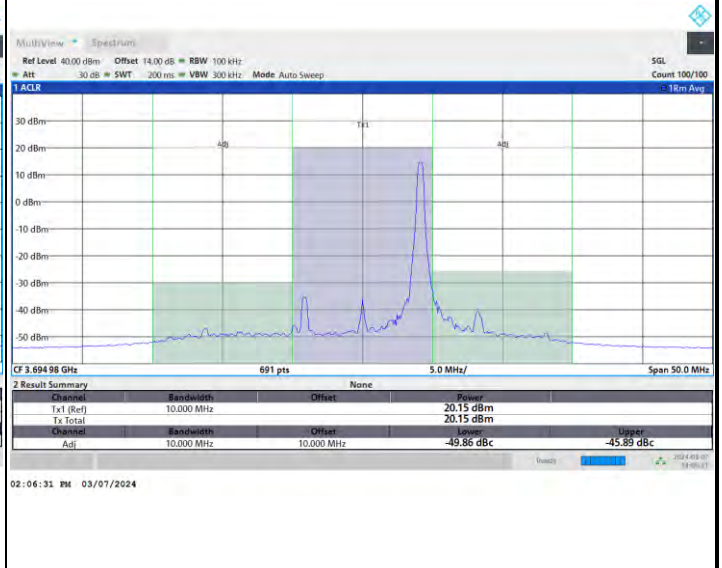 MultiView Spectrum
Ref Level 40.00 dBm Offset 14.00 dB RBW 100 kHz SGL
Att 30 dB SWT 200 ms VBW 300 kHz Mode Auto Sweep Count 100/100
1 ACLR 1Rm Avg
Tx1
Adj Adj
30 dBm
20 dBm
10 dBm
0 dBm
-10 dBm
-20 dBm
-30 dBm
-40 dBm
-50 dBm
CF 3.694 98 GHz 691 pts 5.0 MHz/ Span 50.0 MHz
2 Result Summary None
Channel Bandwidth Offset Power
Tx1 (Ref) 10.000 MHz 20.15 dBm
Tx Total 20.15 dBm
Channel Bandwidth Offset Lower Upper
Adj 10.000 MHz 10.000 MHz -49.86 dBc -45.89 dBc
Ready 2024-03-07
02:06:31 PM 03/07/2024